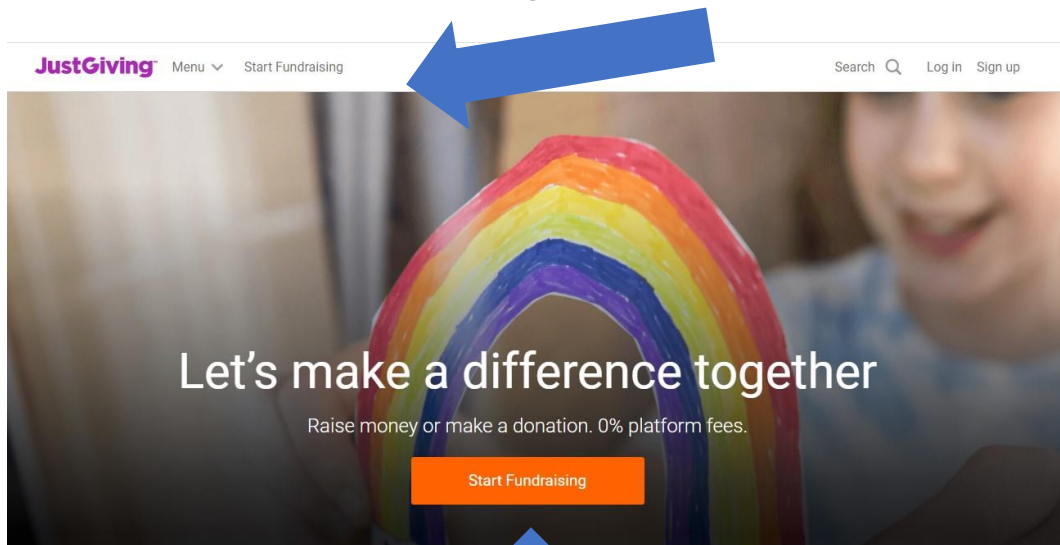 JustGiving™ Menu Start Fundraising Search Log in Sign up
Let's make a difference together
Raise money or make a donation. 0% platform fees.
Start Fundraising